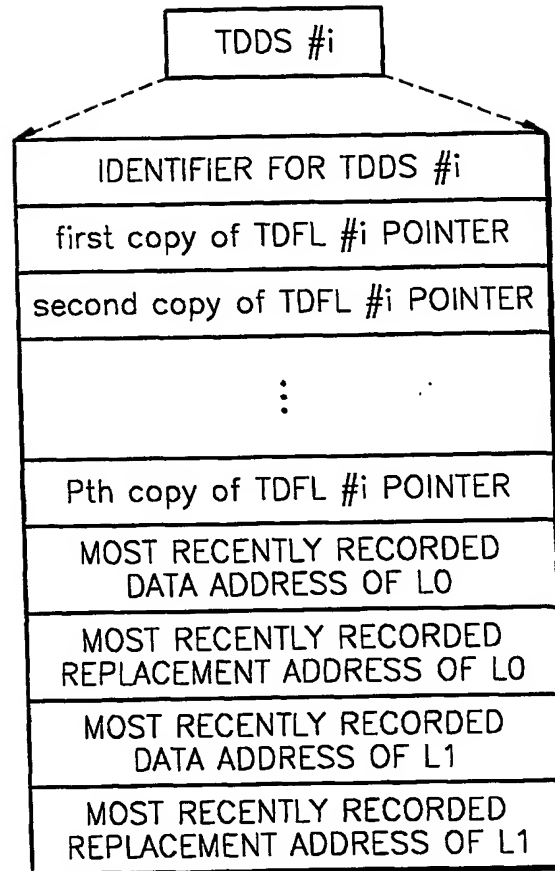 TDDS #i
IDENTIFIER FOR TDDS #i
first copy of TDFL #i POINTER
second copy of TDFL #i POINTER
⋮
Pth copy of TDFL #i POINTER
MOST RECENTLY RECORDED
DATA ADDRESS OF L0
MOST RECENTLY RECORDED
REPLACEMENT ADDRESS OF L0
MOST RECENTLY RECORDED
DATA ADDRESS OF L1
MOST RECENTLY RECORDED
REPLACEMENT ADDRESS OF L1